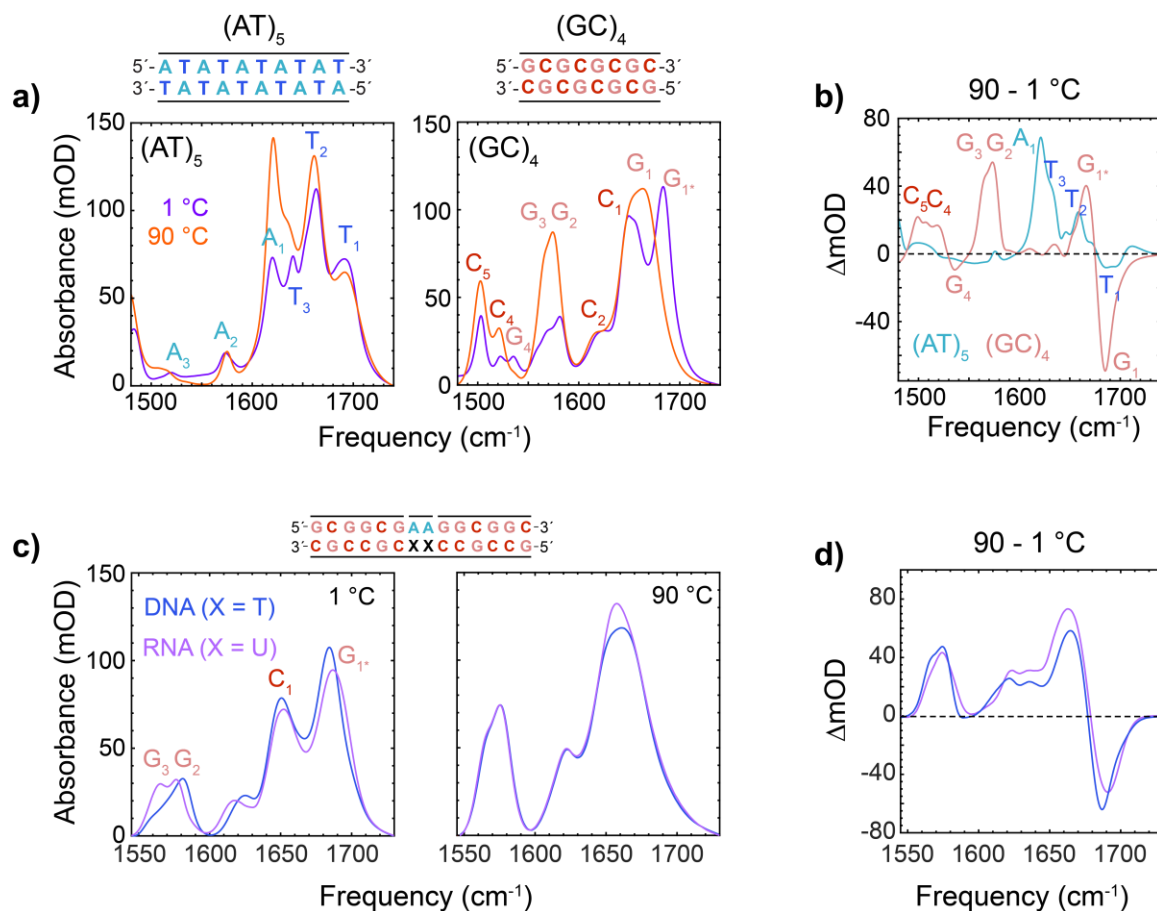 (AT)5
5´-ATATATATAT-3´
3´-TATATATATA-5´
(GC)4
5´-GCGCGCGC-3´
3´-CGCGCGCG-5´
a)
Absorbance (mOD)
150
100
50
0
(AT)5
1 °C
90 °C
A3
A2
A1
T3
T2
T1
1500
1600
1700
(GC)4
C5
C4
G4
G3 G2
C2
C1
G1
G1*
1500
1600
1700
Frequency (cm-1)
b)
90 - 1 °C
ΔmOD
80
40
0
-40
C5C4
G4
G3 G2
A1
T3
T2
G1*
T1
G1
(AT)5
(GC)4
1500
1600
1700
Frequency (cm-1)
c)
5´-GCGGCGAAGGCGGC-3´
3´-CGCCGCXXCCGCCG-5´
Absorbance (mOD)
150
100
50
0
1 °C
DNA (X = T)
RNA (X = U)
G3 G2
C1
G1*
1550
1600
1650
1700
90 °C
1550
1600
1650
1700
Frequency (cm-1)
d)
90 - 1 °C
ΔmOD
80
40
0
-40
-80
1550
1600
1650
1700
Frequency (cm-1)